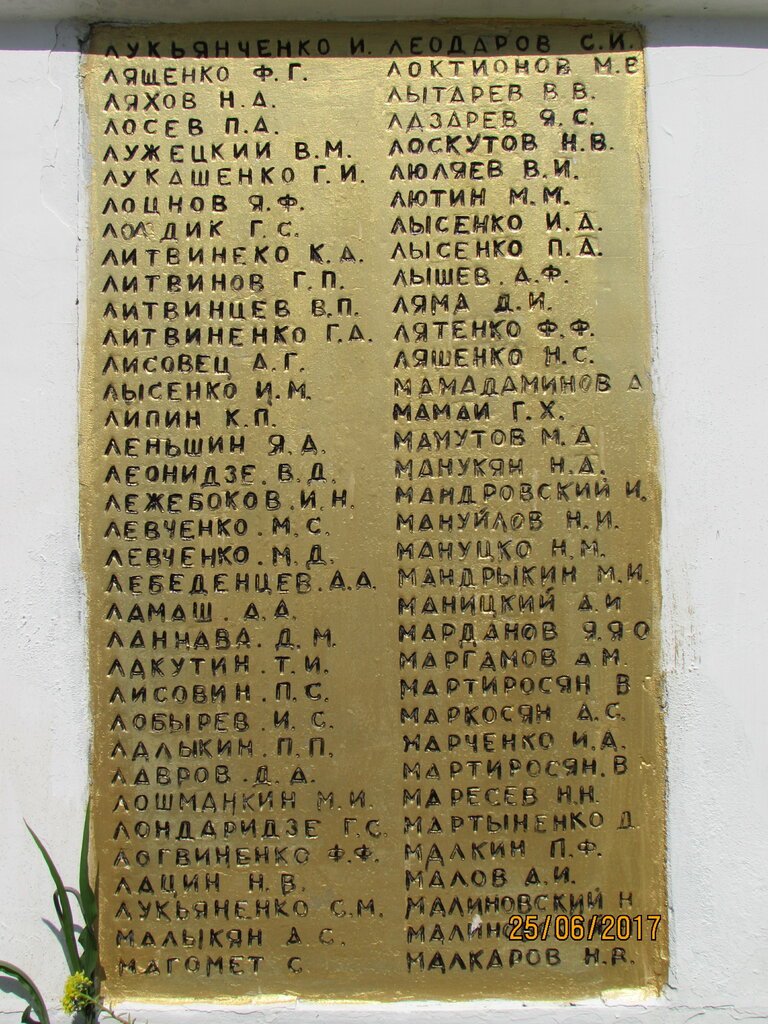 ЛУКЬЯНЧЕНКО И.
ЛЯЩЕНКО Ф.Г.
ЛЯХОВ Н.А.
ЛОСЕВ П.А.
ЛУЖЕЦКИЙ В.М.
ЛУКАШЕНКО Г.И.
ЛОЦНОВ Я.Ф.
Г.С.
ЛИТВИНЕКО К.А.
ЛИТВИНОВ Г.П.
ЛИТВИНЦЕВ В.П.
ЛИТВИНЕНКО Г.А.
ЛИСОВЕЦ А.Г.
ЛЫСЕНКО И.М.
ЛИПИН К.П.
ЛЕНЬШИН Я.А.
ЛЕОНИДЗЕ.В.Д.
ЛЕЖЕБОКОВ.И.Н.
ЛЕВЧЕНКО.М.С.
ЛЕВЧЕНКО.М.Д.
ЛЕБЕДЕНЦЕВ.А.А.
ЛАМАШ.А.А.
ЛАННАВА.Д.М.
ЛАКУТИН.Т.И.
ЛИСОВИН.П.С.
ЛОБЫРЕВ.И.С.
ЛАЛЫКИН.П.П.
ЛАВРОВ.Д.А.
ЛОШМАНКИН М.И.
ЛОНДАРИДЗЕ Г.С.
ЛОГВИНЕНКО Ф.Ф.
ЛАЦИН Н.В.
ЛУКЬЯНЕНКО С.М.
МАЛЫКЯН А.С.
МАГОМЕТ С.
ЛЕОДАРОВ С.И.
ЛОКТИОНОВ М.Е
ЛЫТАРЕВ В.В.
ЛАЗАРЕВ Я.С.
ЛОСКУТОВ Н.В.
ЛЮЛЯЕВ В.И.
ЛЮТИН М.М.
ЛЫСЕНКО И.А.
ЛЫСЕНКО П.А.
ЛЫШЕВ.А.Ф.
ЛЯМА Д.И.
ЛЯТЕНКО Ф.Ф.
ЛЯШЕНКО Н.С.
МАМАДАМИНОВ А
МАМАЙ Г.Х.
МАМУТОВ М.А
МАНУКЯН Н.А.
МАНДРОВСКИЙ И.
МАНУЙЛОВ Н.И.
МАНУЦКО Н.М.
МАНДРЫКИН М.И.
МАНИЦКИЙ А.И
МАРДАНОВ Я.Я О
МАРГАМОВ А.М.
МАРТИРОСЯН В
МАРКОСЯН А.С.
МАРЧЕНКО И.А.
МАРТИРОСЯН.В
МАРЕСЕВ Н.Н.
МАРТЫНЕНКО Д
МАЛКИН П.Ф.
МАЛОВ А.И.
МАЛИНОВСКИЙ Н
25/06/2017
МАЛКАРОВ Н.В.